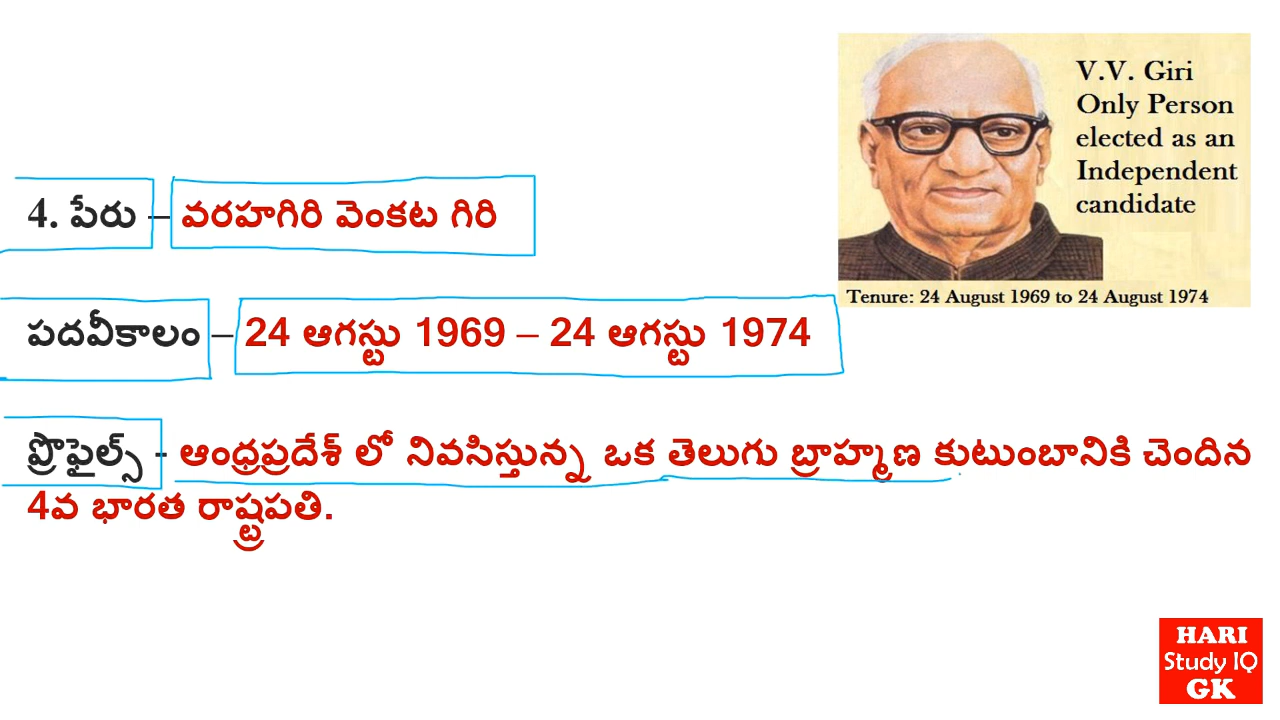 V.V. Giri
Only Person
elected as an
Independent
candidate
Tenure: 24 August 1969 to 24 August 1974
4. పేరు – వరహగిరి వెంకట గిరి
పదవీకాలం – 24 ఆగస్టు 1969 – 24 ఆగస్టు 1974
ప్రొఫైల్స్ - ఆంధ్రప్రదేశ్ లో నివసిస్తున్న ఒక తెలుగు బ్రాహ్మణ కుటుంబానికి చెందిన
4వ భారత రాష్ట్రపతి.
HARI
Study IQ
GK